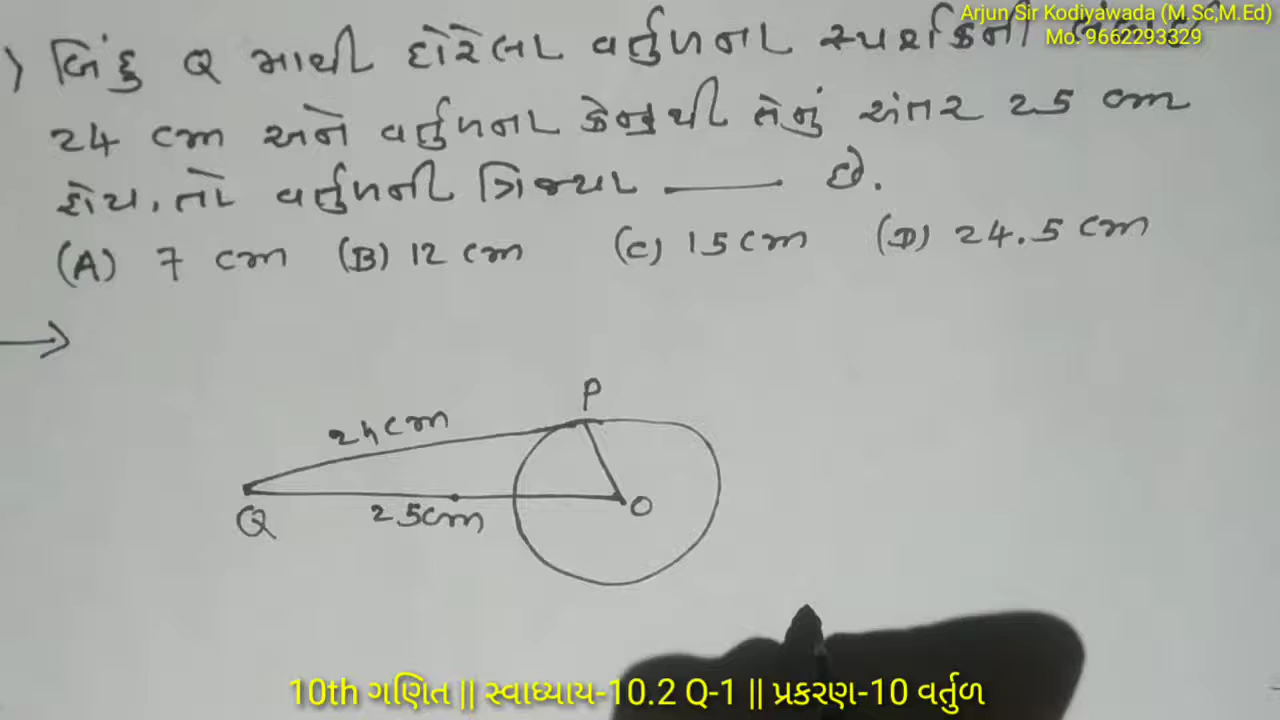 Arjun Sir Kodiyawada (M.Sc,M.Ed)
Mo. 9662293329
) બિંદુ Q માથી દોરેલા વર્તુળના સ્પર્શકની
24 cm અને વર્તુળના કેન્દ્રથી તેનું અંતર 25 cm
હોય, તો વર્તુળની ત્રિજ્યા ——— છે.
(A) 7 cm (B) 12 cm (C) 15 cm (D) 24.5 cm
→
P
24cm
Q 25cm O
10th ગણિત || સ્વાધ્યાય-10.2 Q-1 || પ્રકરણ-10 વર્તુળ